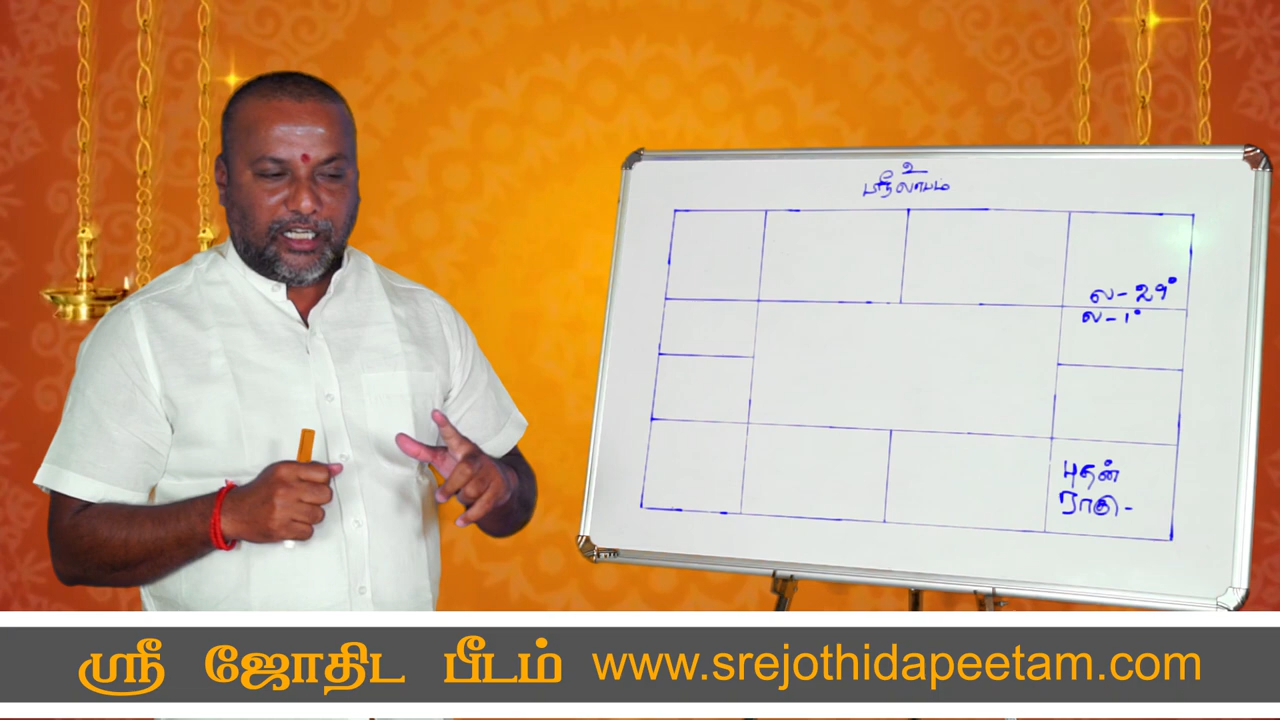 உ
ஸ்ரீலாபம்
ல - 29°
ல - 1°
புதன்
ராகு -
ஸ்ரீ ஜோதிட பீடம் www.srejothidapeetam.com